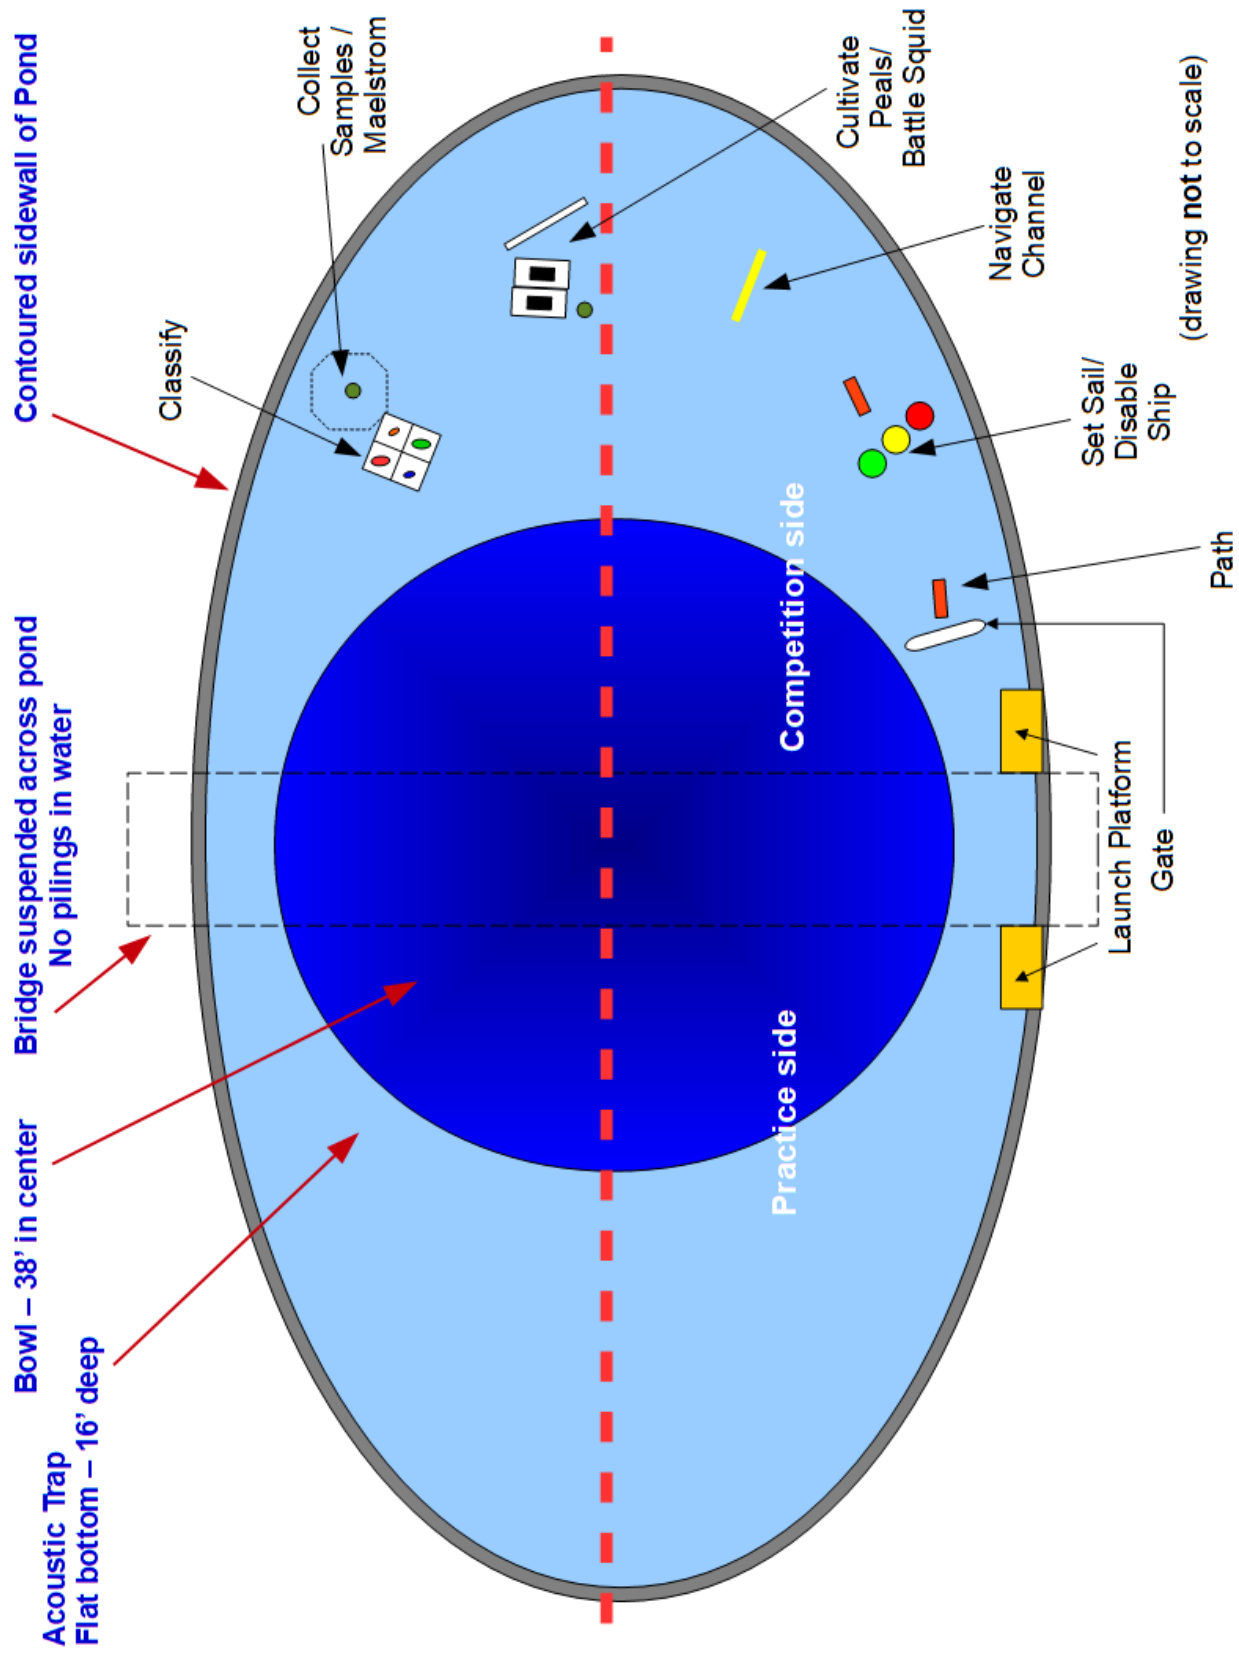 Acoustic Trap
Flat bottom – 16’ deep
Bowl – 38’ in center
Bridge suspended across pond
No pilings in water
Contoured sidewall of Pond
Classify
Collect
Samples /
Maelstrom
Cultivate
Peals/
Battle Squid
Navigate
Channel
Set Sail/
Disable
Ship
Path
Practice side
Competition side
Launch Platform
Gate
(drawing not to scale)